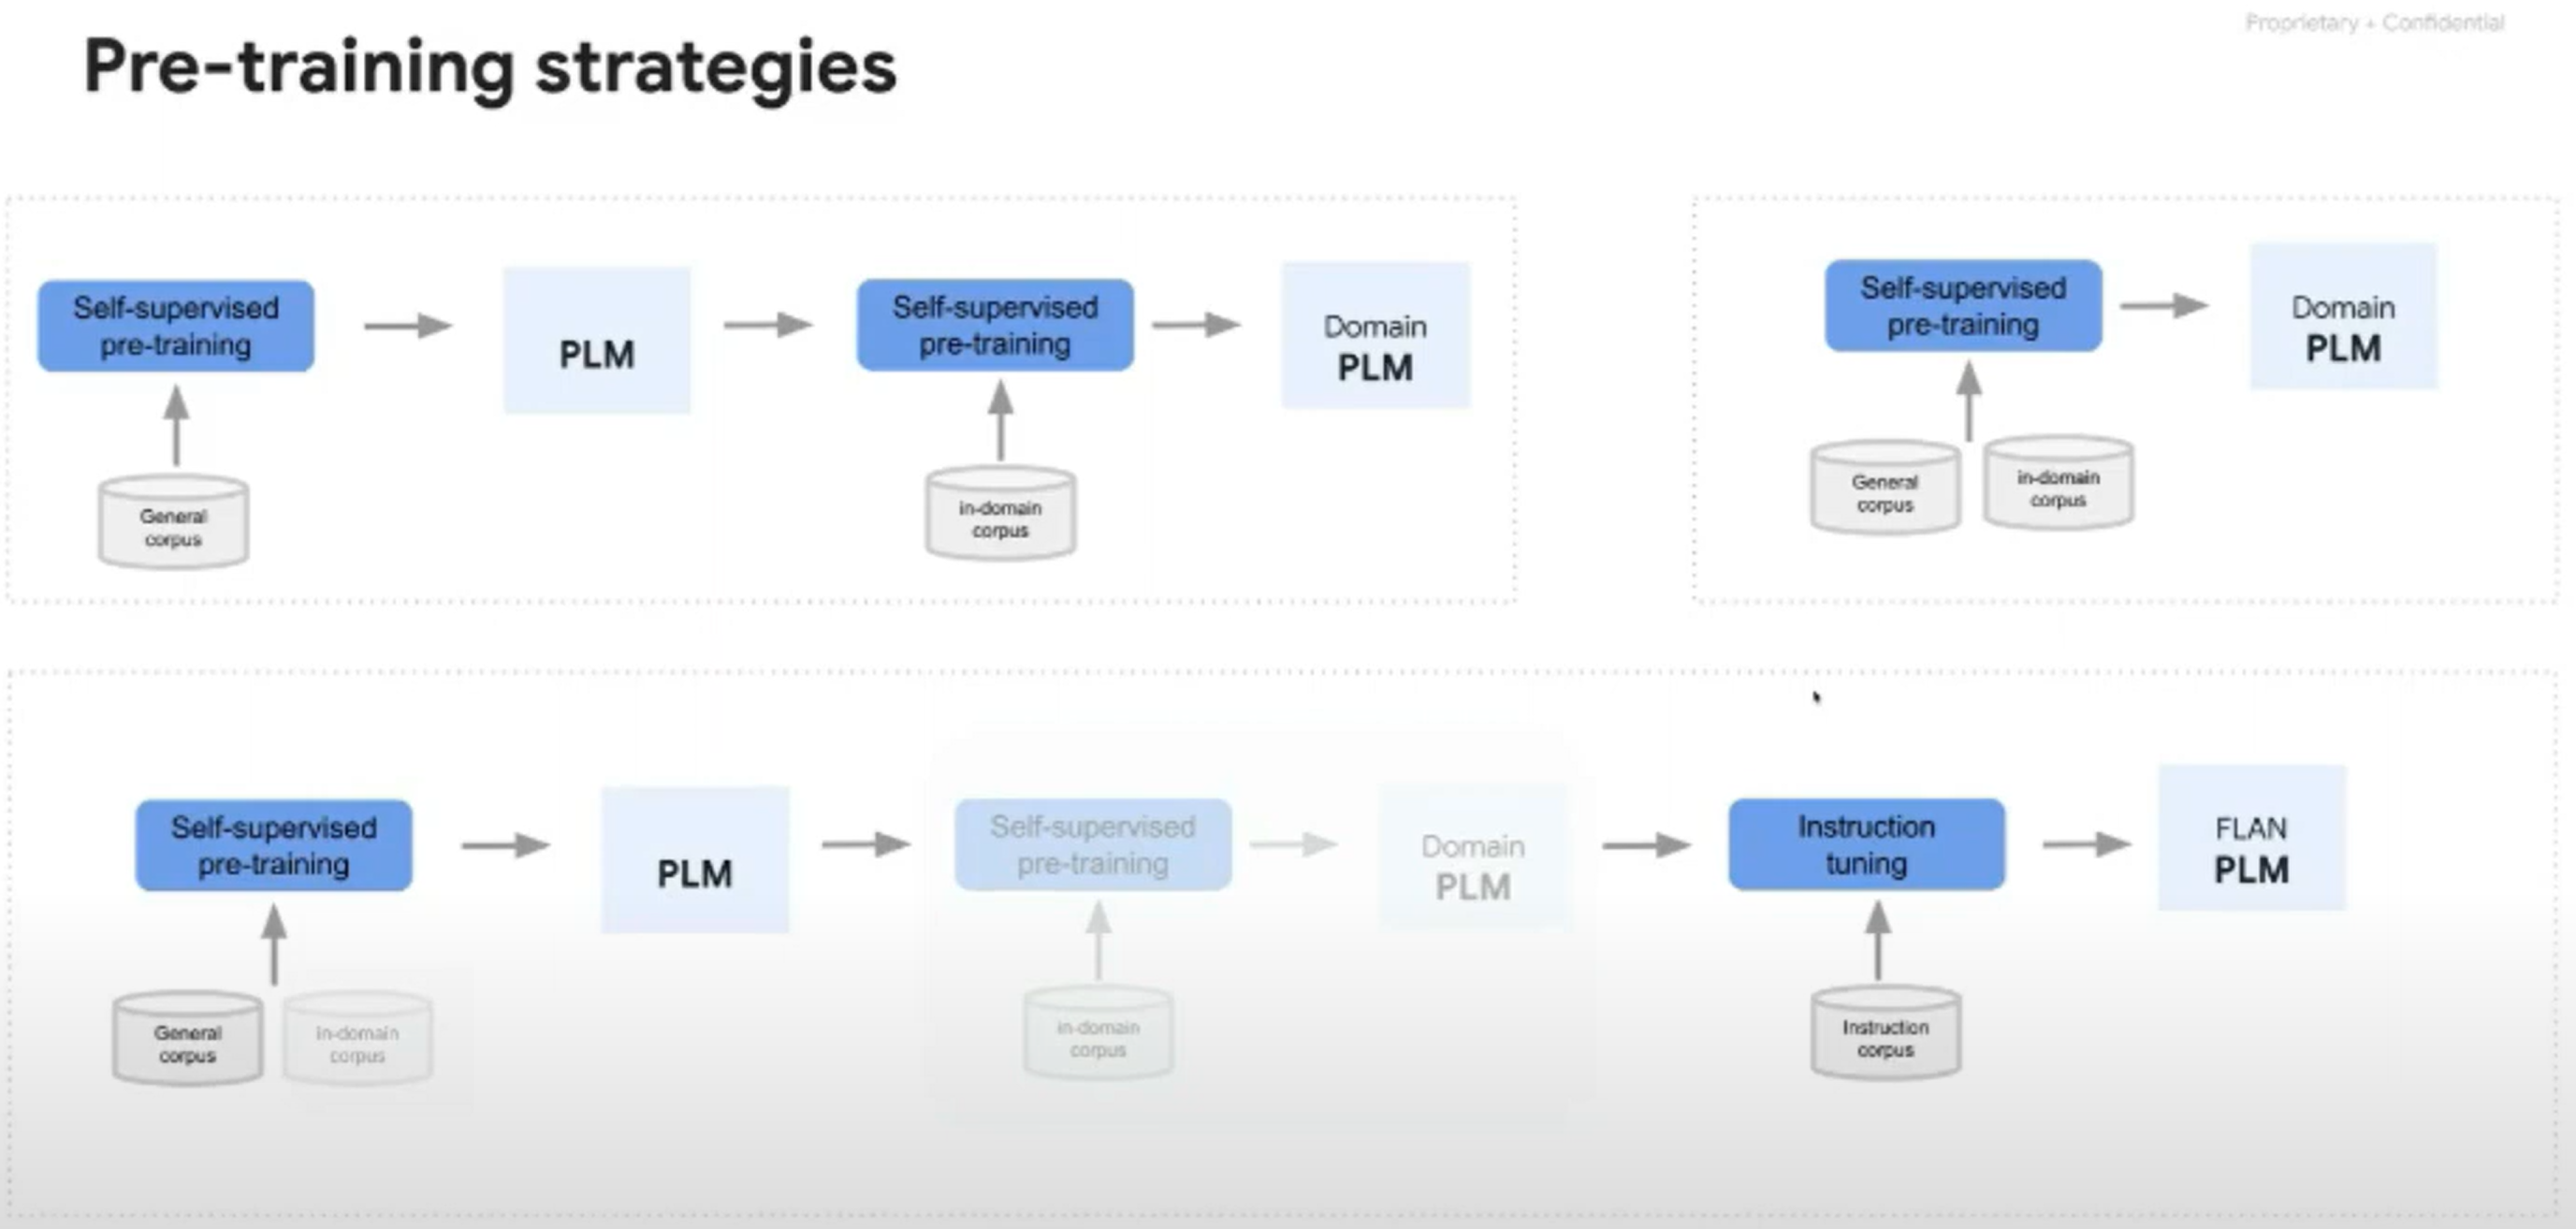 Proprietary + Confidential
Pre-training strategies
Self-supervised
pre-training
PLM
Self-supervised
pre-training
Domain
PLM
General
corpus
in-domain
corpus
Self-supervised
pre-training
Domain
PLM
General
corpus
in-domain
corpus
Self-supervised
pre-training
PLM
Self-supervised
pre-training
Domain
PLM
Instruction
tuning
FLAN
PLM
General
corpus
in-domain
corpus
in-domain
corpus
Instruction
corpus